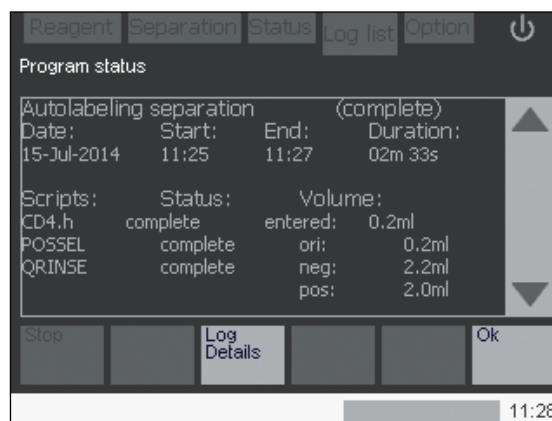 Reagent Separation Status Log list Option
Program status
Autolabeling separation (complete)
Date: Start: End: Duration:
15-Jul-2014 11:25 11:27 02m 33s
Scripts: Status: Volume:
CD4.h complete entered: 0.2ml
POSSEL complete ori: 0.2ml
QRINSE complete neg: 2.2ml
pos: 2.0ml
Stop Log Details Ok
11:28